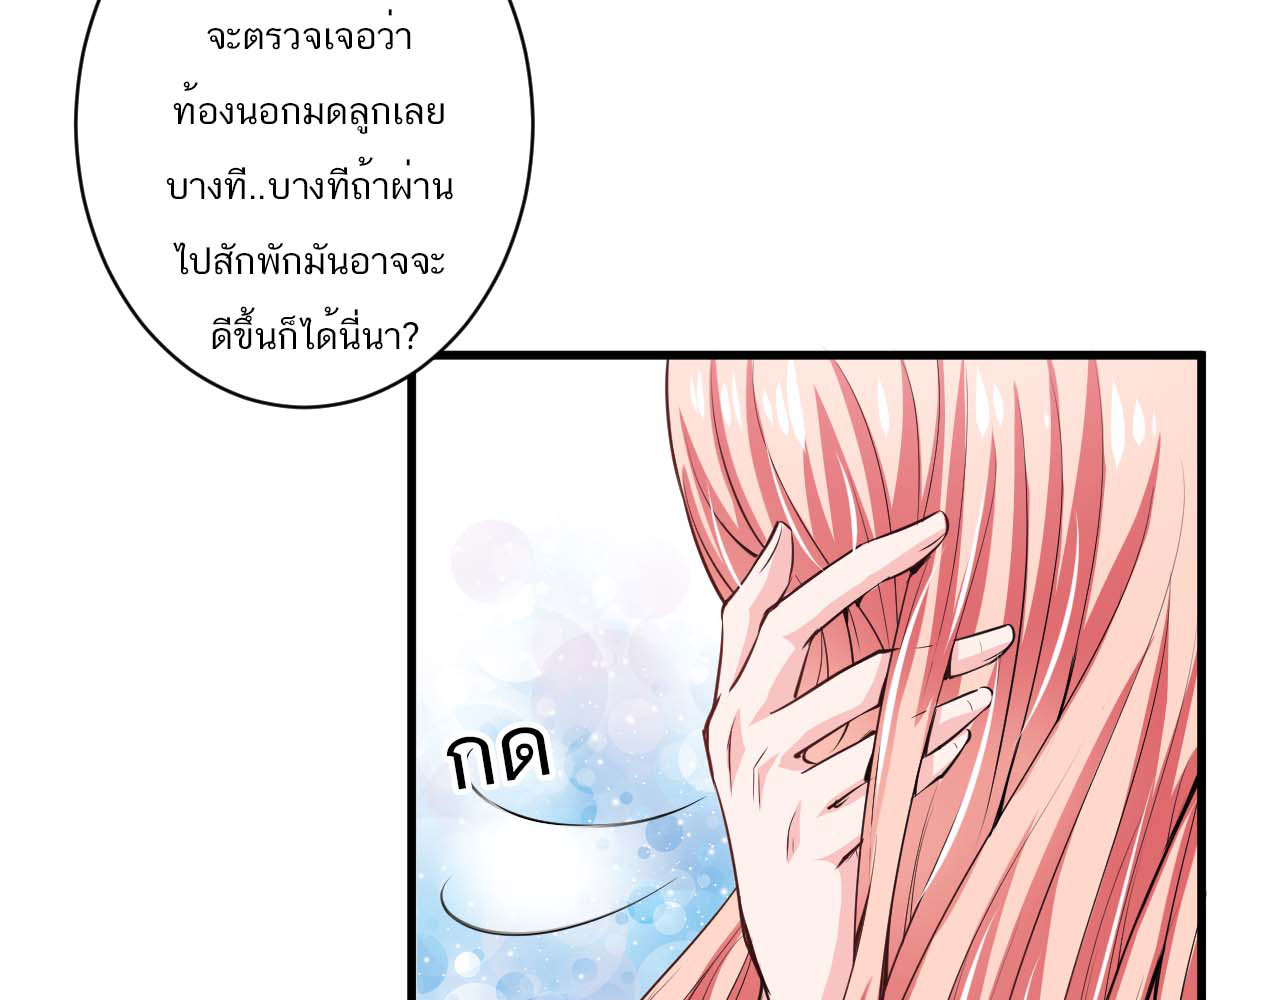 จะตรวจเจอว่า
ท้องนอกมดลูกเลย
บางที..บางทีถ้าผ่าน
ไปสักพักมันอาจจะ
ดีขึ้นก็ได้นี่นา?
กด